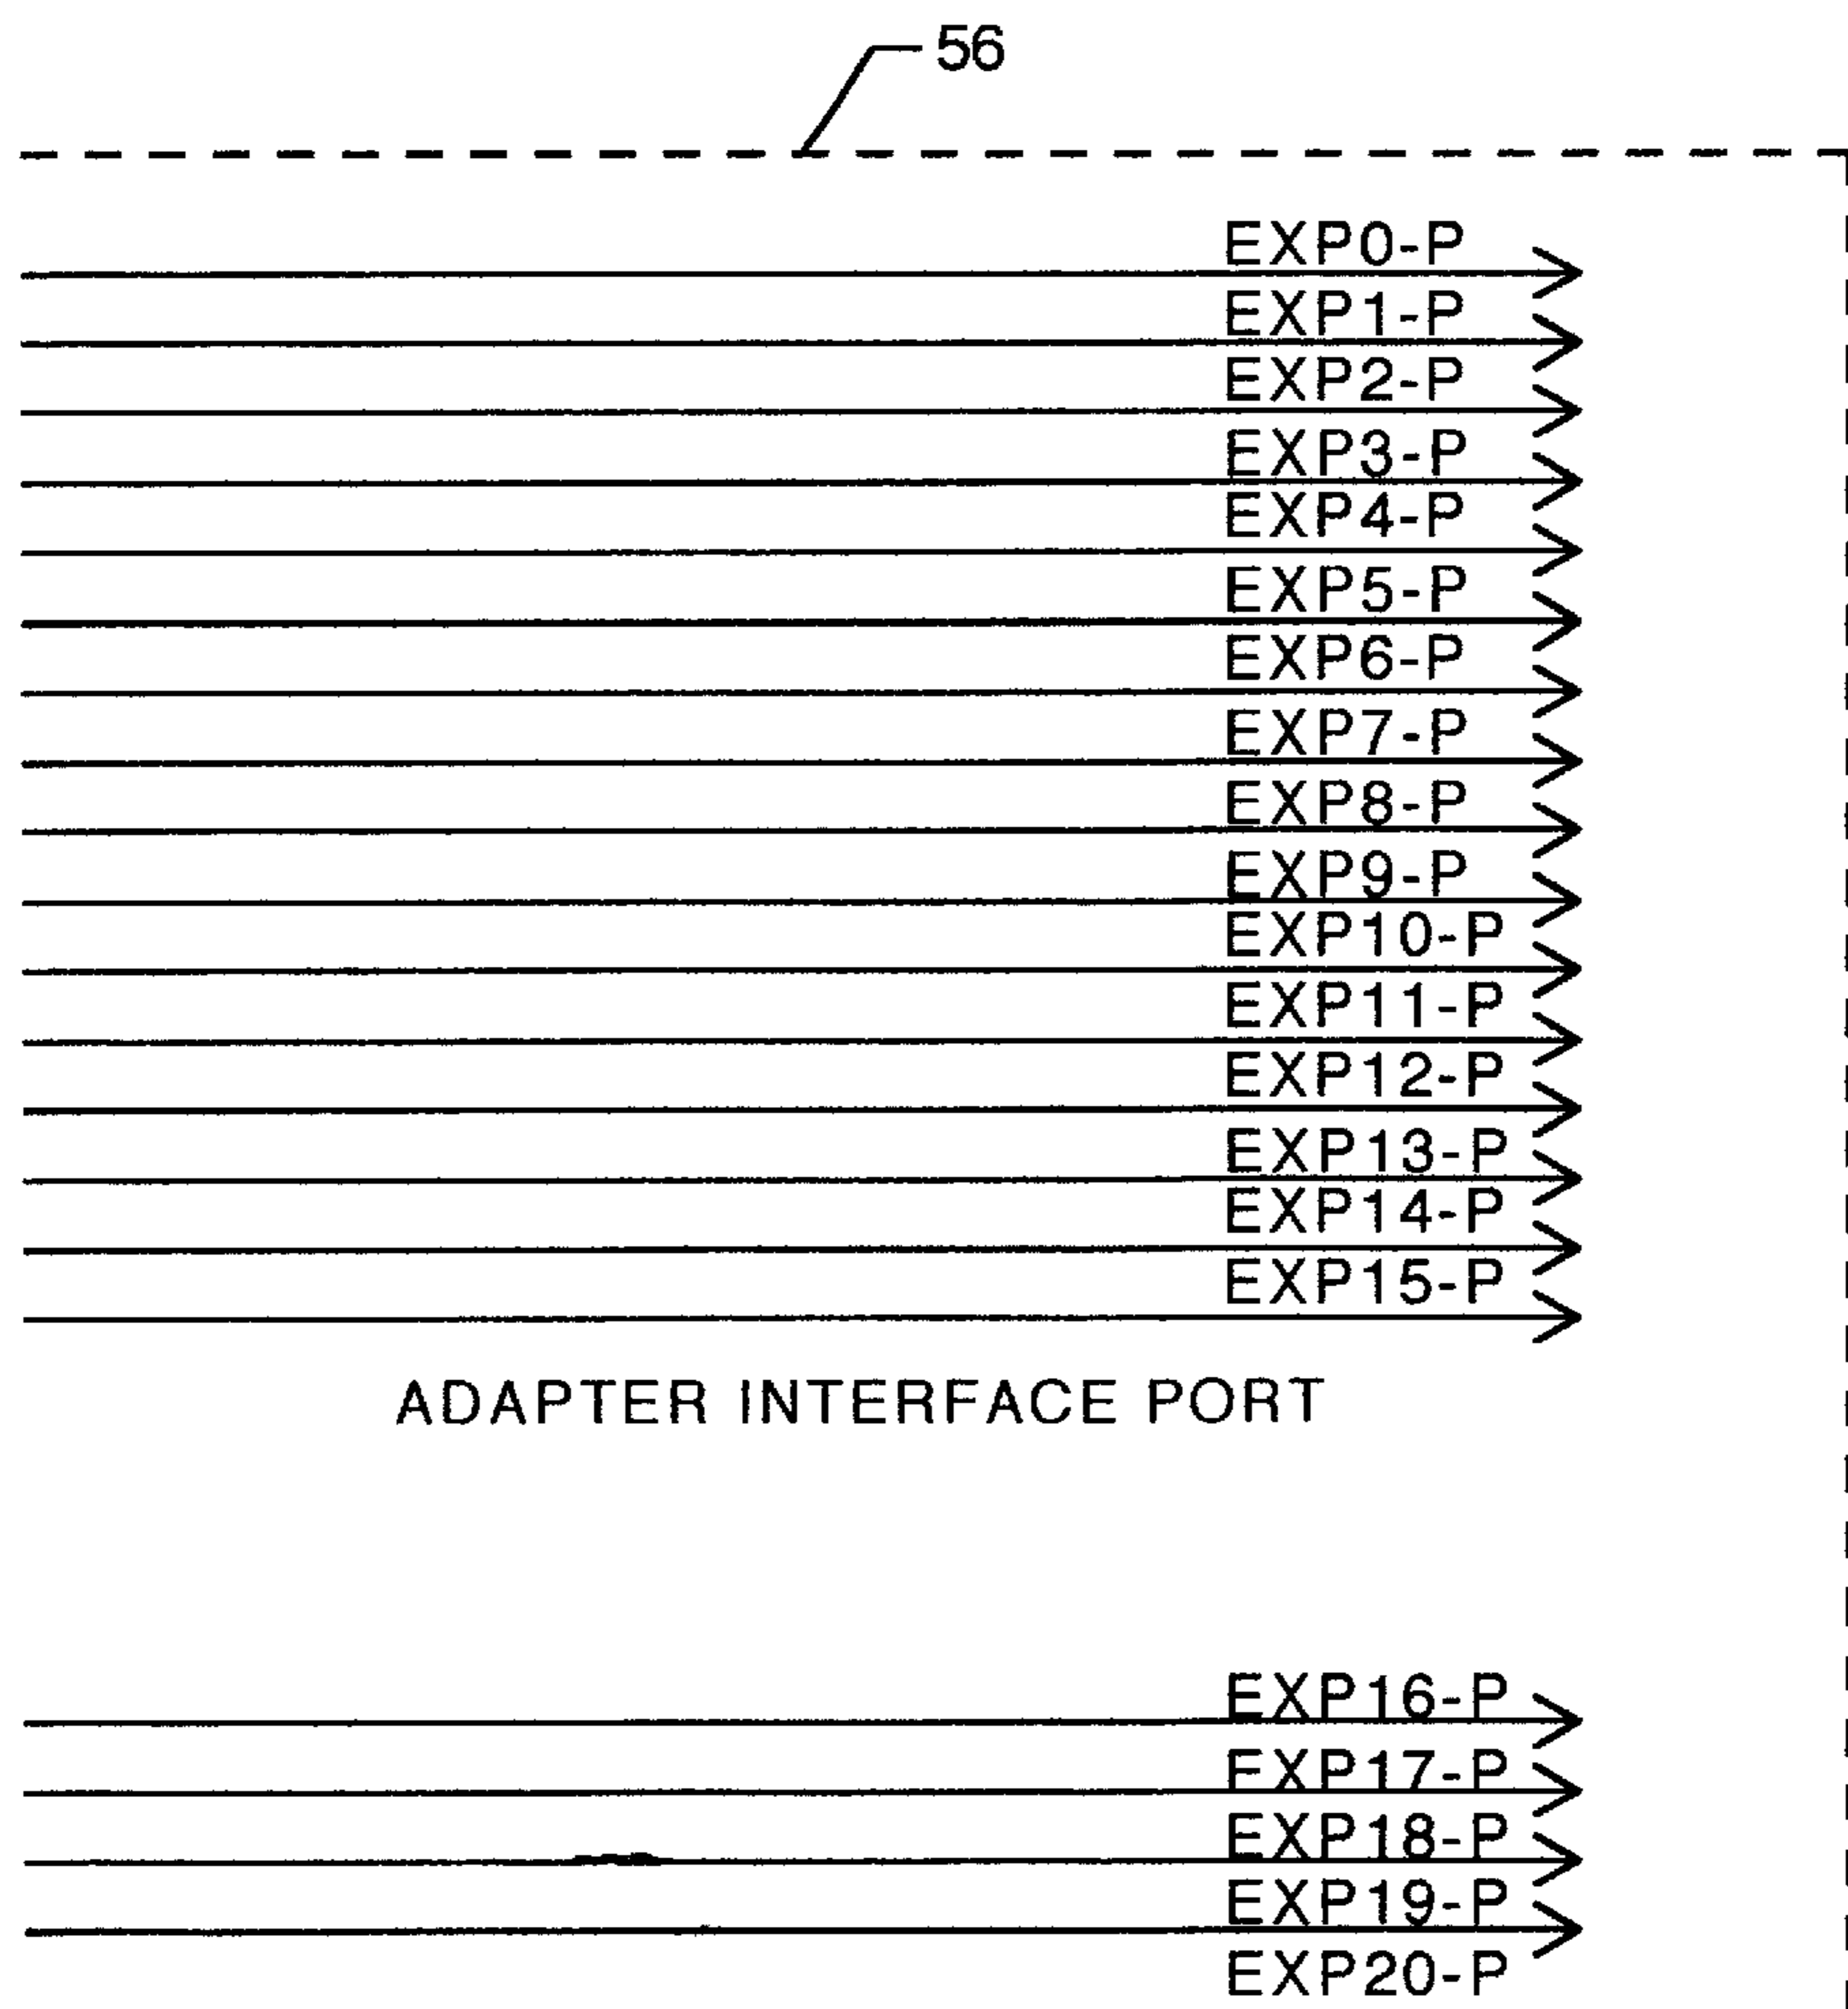 56
EXP0-P
EXP1-P
EXP2-P
EXP3-P
EXP4-P
EXP5-P
EXP6-P
EXP7-P
EXP8-P
EXP9-P
EXP10-P
EXP11-P
EXP12-P
EXP13-P
EXP14-P
EXP15-P
ADAPTER INTERFACE PORT
EXP16-P
EXP17-P
EXP18-P
EXP19-P
EXP20-P